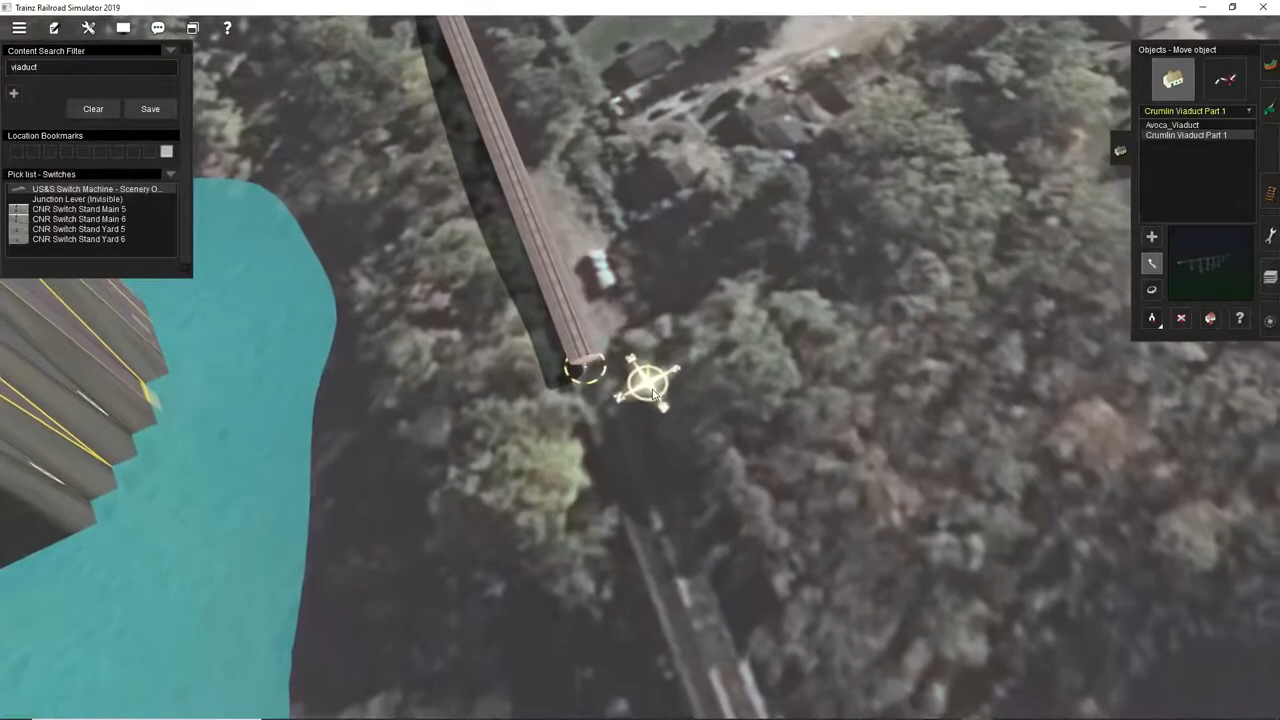 Trainz Railroad Simulator 2019
Content Search Filter
viaduct
Clear
Save
Location Bookmarks
Pick list - Switches
US&S Switch Machine - Scenery O...
Junction Lever (Invisible)
CNR Switch Stand Main 5
CNR Switch Stand Main 6
CNR Switch Stand Yard 5
CNR Switch Stand Yard 6
Objects - Move object
Crumlin Viaduct Part 1
Avoca_Viaduct
Crumlin Viaduct Part 1